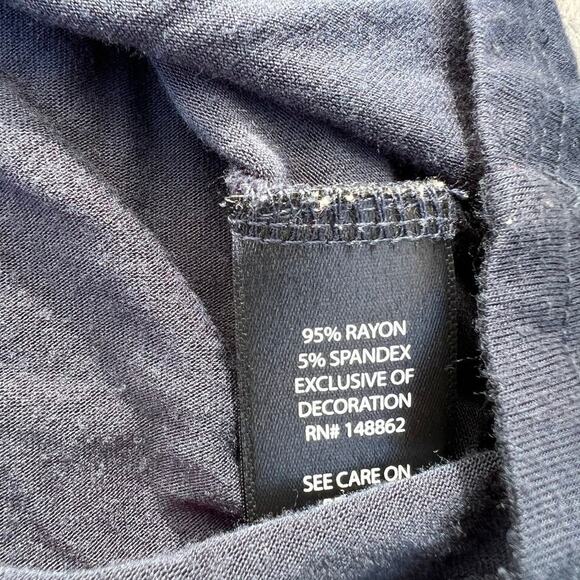 95% RAYON
5% SPANDEX
EXCLUSIVE OF
DECORATION
RN# 148862
SEE CARE ON